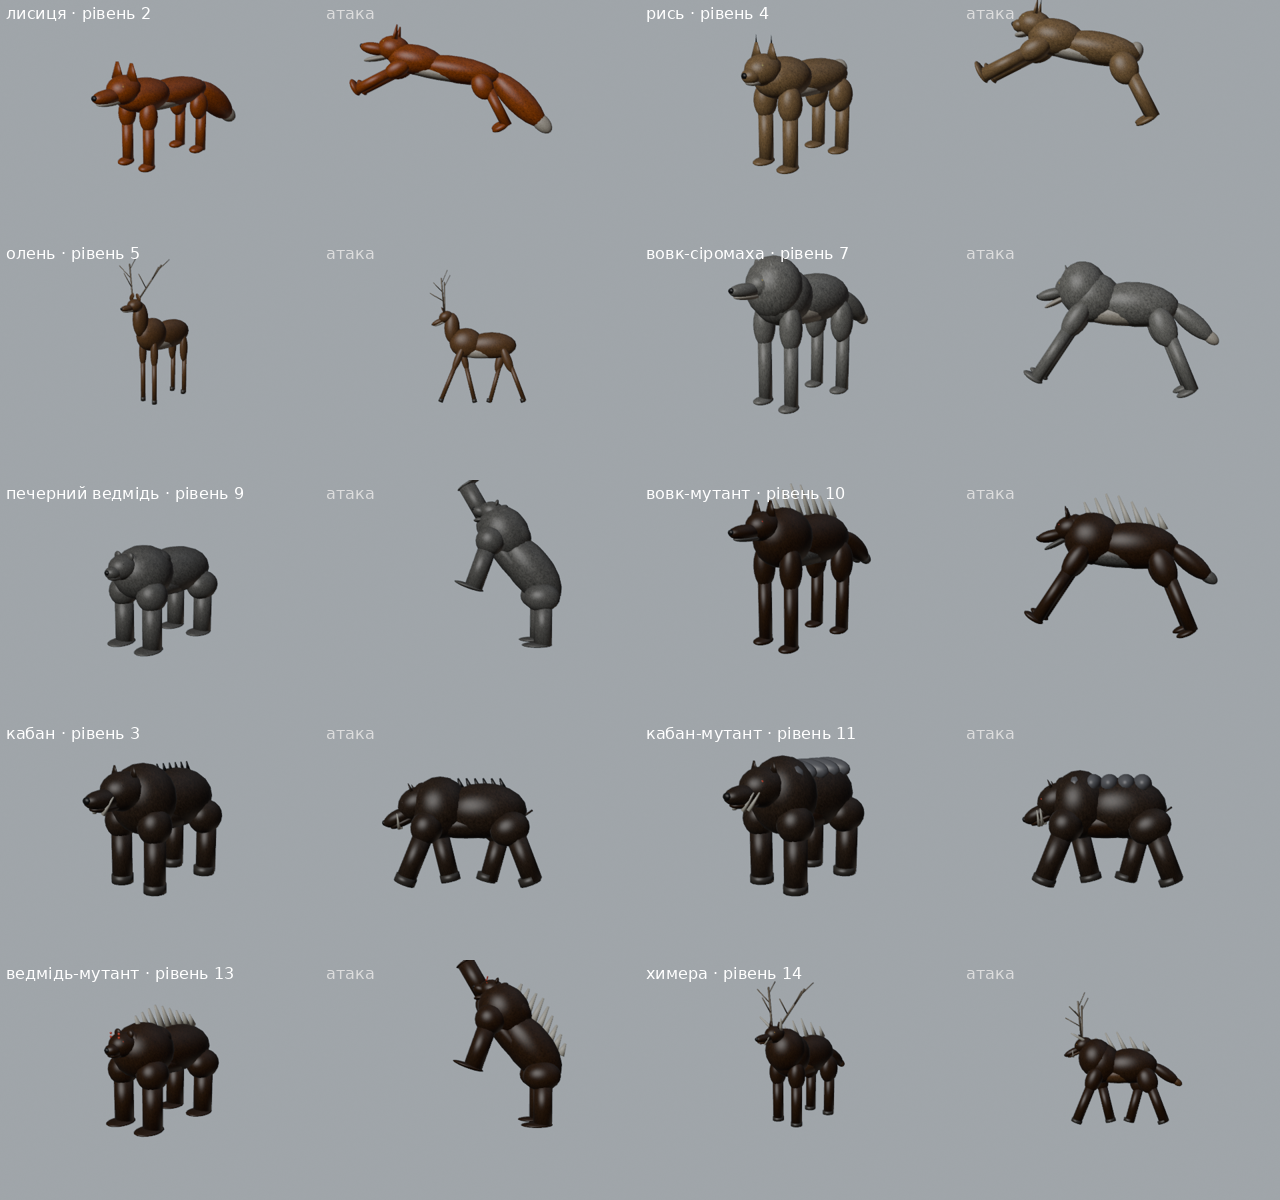 лисиця · рівень 2
атака
рись · рівень 4
атака
олень · рівень 5
атака
вовк-сіромаха · рівень 7
атака
печерний ведмідь · рівень 9
атака
вовк-мутант · рівень 10
атака
кабан · рівень 3
атака
кабан-мутант · рівень 11
атака
ведмідь-мутант · рівень 13
атака
химера · рівень 14
атака